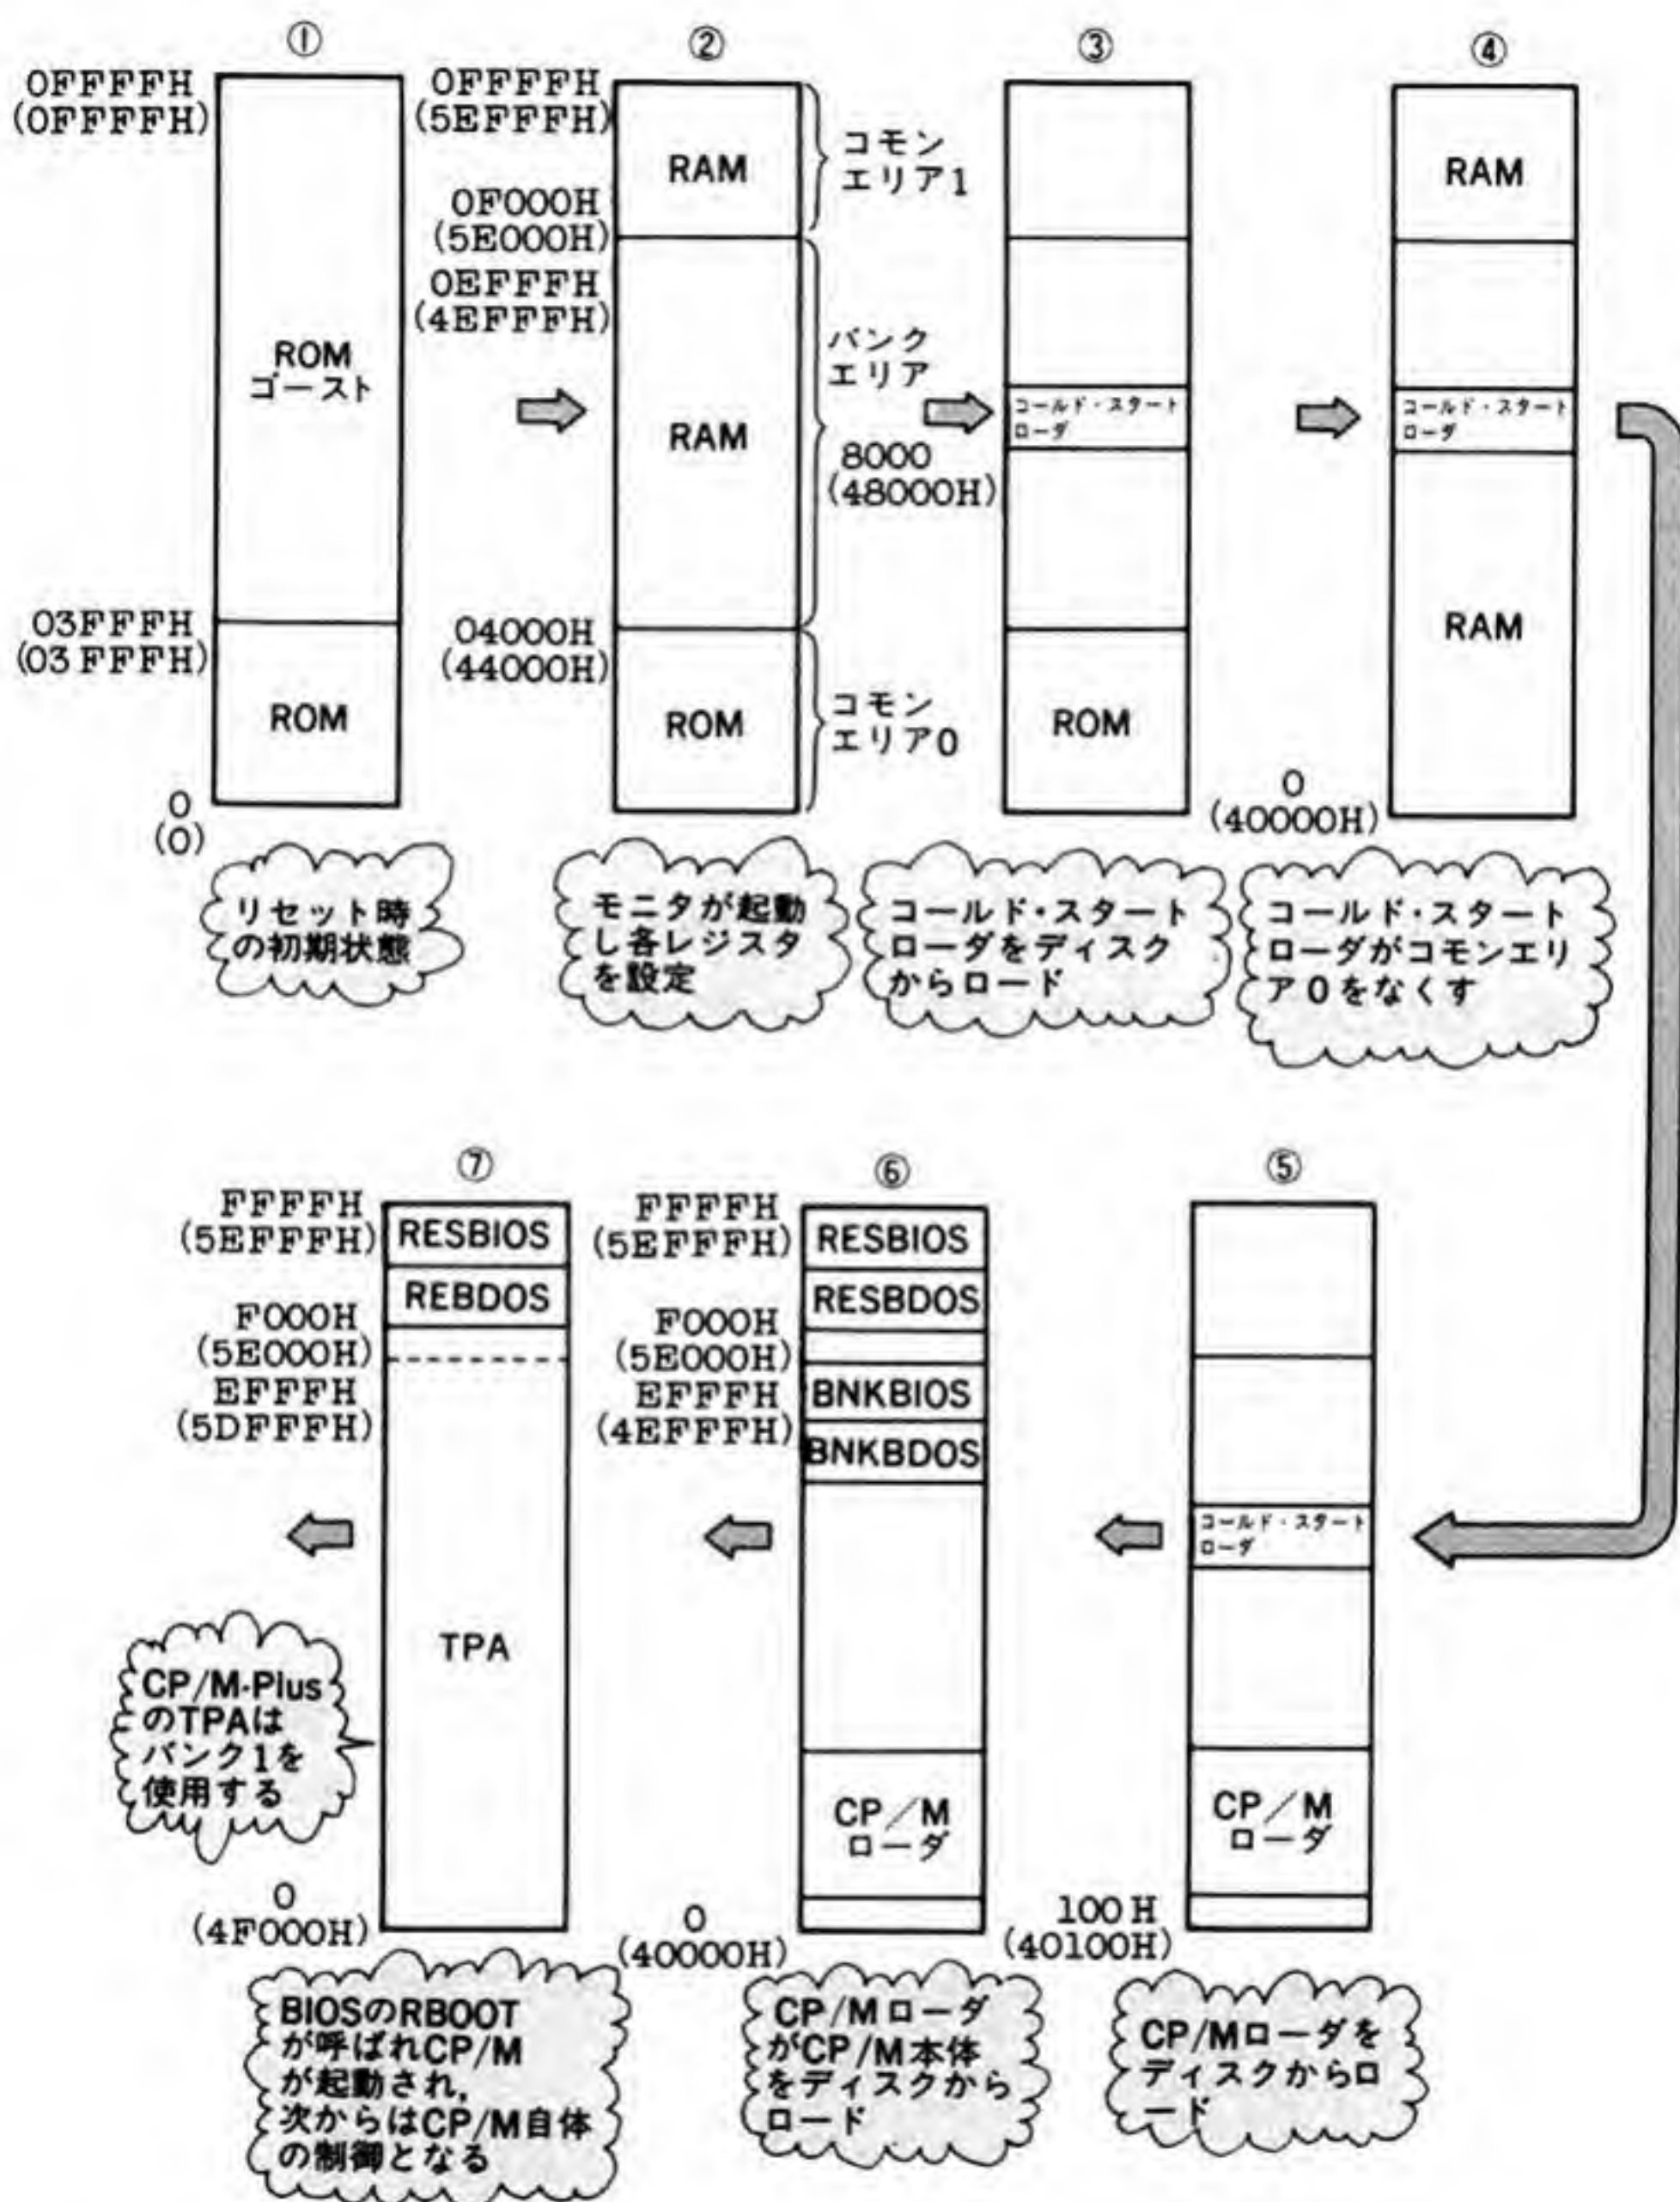 ①
0FFFFH
(0FFFFH)
ROM
ゴースト
03FFFH
(03FFFH)
ROM
0
(0)
リセット時
の初期状態
②
0FFFFH
(5EFFFH)
RAM
コモン
エリア1
0F000H
(5E000H)
0EFFFH
(4EFFFH)
RAM
バンク
エリア
8000
(48000H)
04000H
(44000H)
ROM
コモン
エリア0
モニタが起動
し各レジスタ
を設定
③
コールド・スタート
ローダ
ROM
コールド・スタート
ローダをディスク
からロード
④
RAM
コールド・スタート
ローダ
RAM
0
(40000H)
コールド・スタート
ローダがコモンエリ
ア0をなくす
⑦
FFFFH
(5EFFFH)
RESBIOS
REBDOS
F000H
(5E000H)
EFFFH
(5DFFFH)
TPA
CP/M-Plus
のTPAは
バンク1を
使用する
0
(4F000H)
BIOSのRBOOT
が呼ばれCP/M
が起動され,
次からはCP/M自体
の制御となる
⑥
FFFFH
(5EFFFH)
RESBIOS
RESBDOS
F000H
(5E000H)
EFFFH
(4EFFFH)
BNKBIOS
BNKBDOS
CP/M
ローダ
0
(40000H)
CP/Mローダ
がCP/M本体
をディスクから
ロード
⑤
コールド・スタート
ローダ
CP/M
ローダ
100H
(40100H)
CP/Mローダを
ディスクからロ
ード